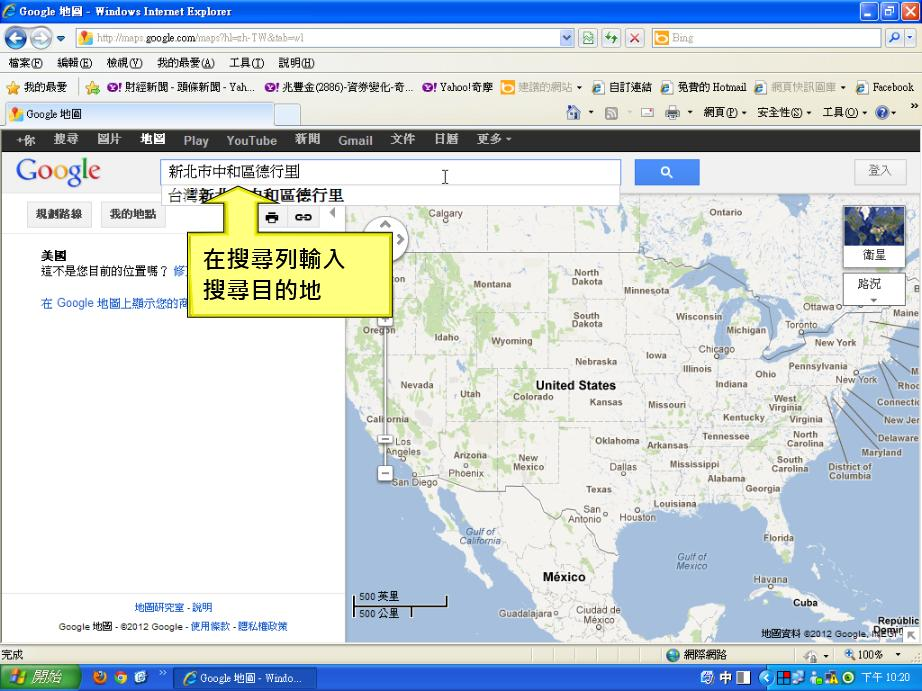 Google 地圖 - Windows Internet Explorer
http://maps.google.com/maps?hl=zh-TW&tab=wl
Bing
檔案(F) 編輯(E) 檢視(V) 我的最愛(A) 工具(T) 說明(H)
我的最愛 財經新聞 - 頭條新聞 - Yah... 兆豐金(2886)-資券變化-奇... Yahoo!奇摩 建議的網站 自訂連結 免費的 Hotmail 網頁快訊圖庫 Facebook
Google 地圖
網頁(P) 安全性(S) 工具(O)
+你 搜尋 圖片 地圖 Play YouTube 新聞 Gmail 文件 日曆 更多
Google
新北市中和區德行里
登入
台灣新北市中和區德行里
規劃路線 我的地點
在搜尋列輸入
搜尋目的地
美國
這不是您目前的位置嗎？
在 Google 地圖上顯示您的商
衛星
路況
Calgary
Ontario
Montana
North Dakota
Minnesota
Ottawa
Maine
Oregon
Idaho
Wyoming
South Dakota
Wisconsin
Michigan
Toronto
New York
Chicago
Iowa
Nebraska
Illinois
Indiana
Ohio
Pennsylvania
New York
Nevada
Utah
Colorado
United States
Kansas
Missouri
West Virginia
Kentucky
Virginia
Connectic
New Jer
Delaware
Maryland
District of Columbia
California
Los Angeles
San Diego
Arizona
Phoenix
New Mexico
Oklahoma
Arkansas
Tennessee
North Carolina
South Carolina
Mississippi
Alabama
Georgia
Dallas
Texas
Louisiana
San Antonio
Houston
Florida
Gulf of California
Gulf of Mexico
México
Havana
Cuba
Guadalajara
Ciudad de México
Repúblic
500 英里
500 公里
地圖研究室 - 說明
Google 地圖 - ©2012 Google - 使用條款 - 隱私權政策
地圖資料 ©2012 Google, INEGI
完成
網際網路
100%
開始
Google 地圖 - Windo...
中
下午 10:20